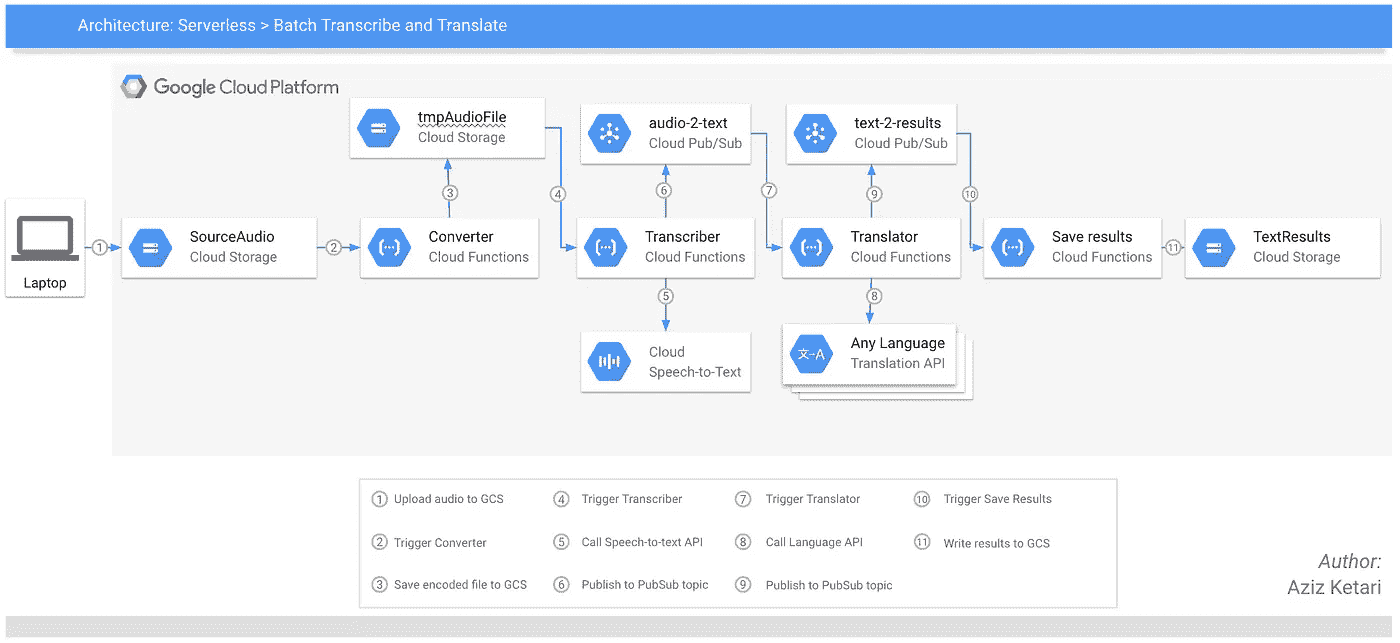 Architecture: Serverless > Batch Transcribe and Translate
Google Cloud Platform
tmpAudioFile
Cloud Storage
audio-2-text
Cloud Pub/Sub
text-2-results
Cloud Pub/Sub
3
4
6
7
9
10
Laptop
1
SourceAudio
Cloud Storage
2
Converter
Cloud Functions
Transcriber
Cloud Functions
Translator
Cloud Functions
Save results
Cloud Functions
11
TextResults
Cloud Storage
5
8
Cloud
Speech-to-Text
文→A
Any Language
Translation API
1 Upload audio to GCS
4 Trigger Transcriber
7 Trigger Translator
10 Trigger Save Results
2 Trigger Converter
5 Call Speech-to-text API
8 Call Language API
11 Write results to GCS
3 Save encoded file to GCS
6 Publish to PubSub topic
9 Publish to PubSub topic
Author:
Aziz Ketari